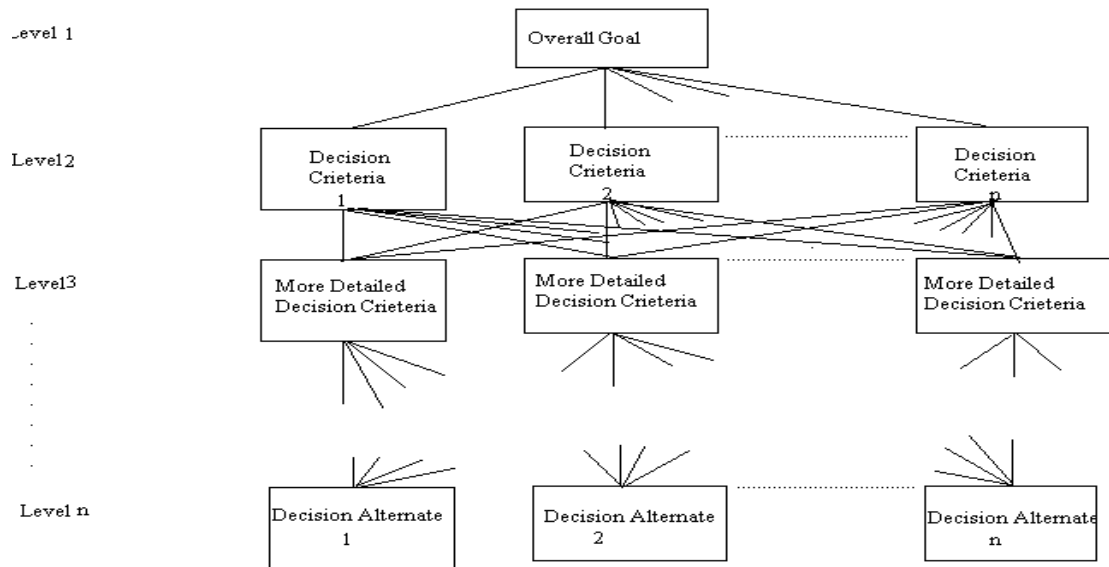 Level 1
Overall Goal
Level2
Decision
Crieteria
1
Decision
Crieteria
2
Decision
Crieteria
n
Level3
More Detailed
Decision Crieteria
More Detailed
Decision Crieteria
More Detailed
Decision Crieteria
Level n
Decision Alternate
1
Decision Alternate
2
Decision Alternate
n